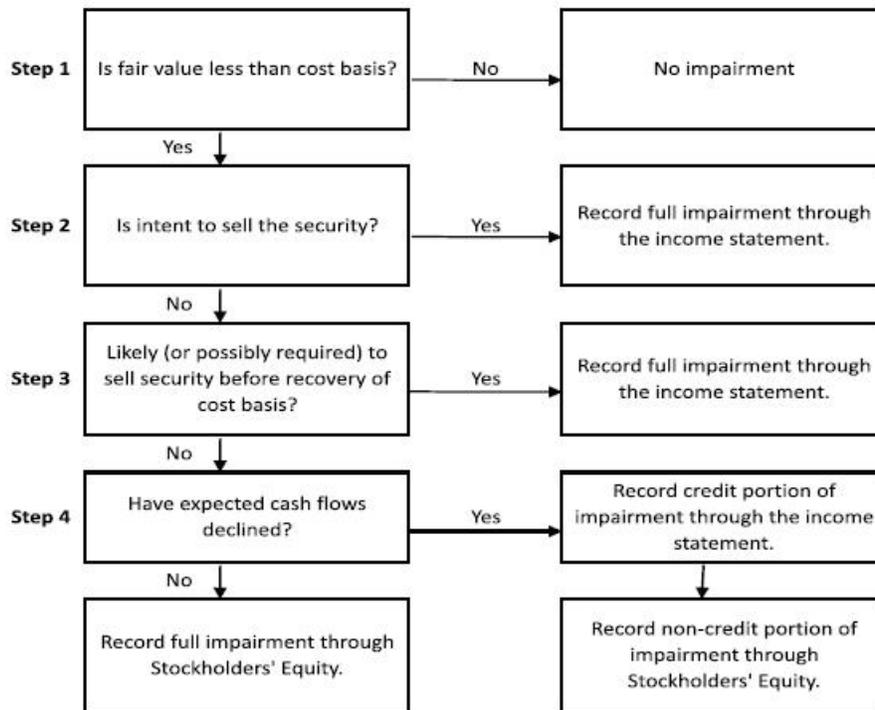 Step 1
Is fair value less than cost basis?
No
No impairment
Yes
Step 2
Is intent to sell the security?
Yes
Record full impairment through
the income statement.
No
Step 3
Likely (or possibly required) to
sell security before recovery of
cost basis?
Yes
Record full impairment through
the income statement.
No
Step 4
Have expected cash flows
declined?
Yes
Record credit portion of
impairment through the income
statement.
No
Record full impairment through
Stockholders' Equity.
Record non-credit portion of
impairment through
Stockholders' Equity.